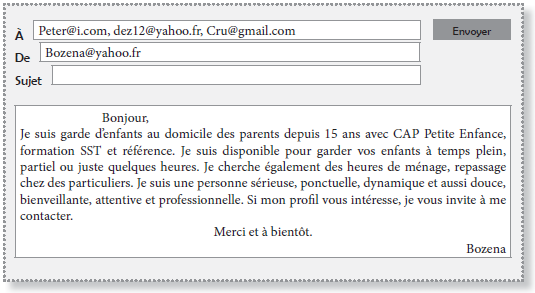 À Peter@i.com, dez12@yahoo.fr, Cru@gmail.com Envoyer
De Bozena@yahoo.fr
Sujet
Bonjour,
Je suis garde d'enfants au domicile des parents depuis 15 ans avec CAP Petite Enfance,
formation SST et référence. Je suis disponible pour garder vos enfants à temps plein,
partiel ou juste quelques heures. Je cherche également des heures de ménage, repassage
chez des particuliers. Je suis une personne sérieuse, ponctuelle, dynamique et aussi douce,
bienveillante, attentive et professionnelle. Si mon profil vous intéresse, je vous invite à me
contacter.
Merci et à bientôt.
Bozena